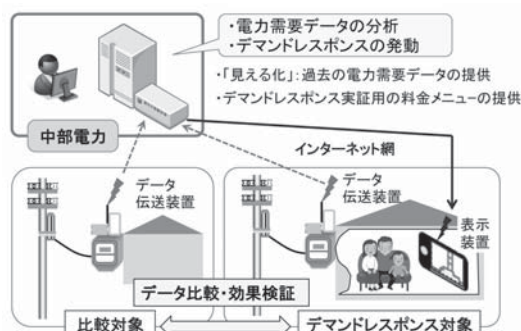 ・電力需要データの分析
・デマンドレスポンスの発動
・「見える化」：過去の電力需要データの提供
・デマンドレスポンス実証用の料金メニューの提供
中部電力
インターネット網
データ
伝送装置
データ
伝送装置
表示
装置
データ比較・効果検証
比較対象
デマンドレスポンス対象